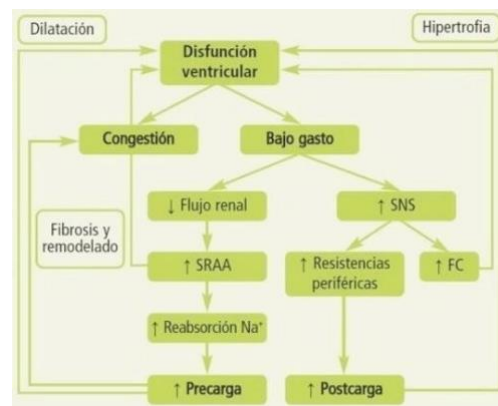 Dilatación
Hipertrofia
Disfunción
ventricular
Congestión
Bajo gasto
↓ Flujo renal
↑ SNS
Fibrosis y
remodelado
↑ SRAA
↑ Resistencias
periféricas
↑ FC
↑ Reabsorción Na⁺
↑ Precarga
↑ Postcarga